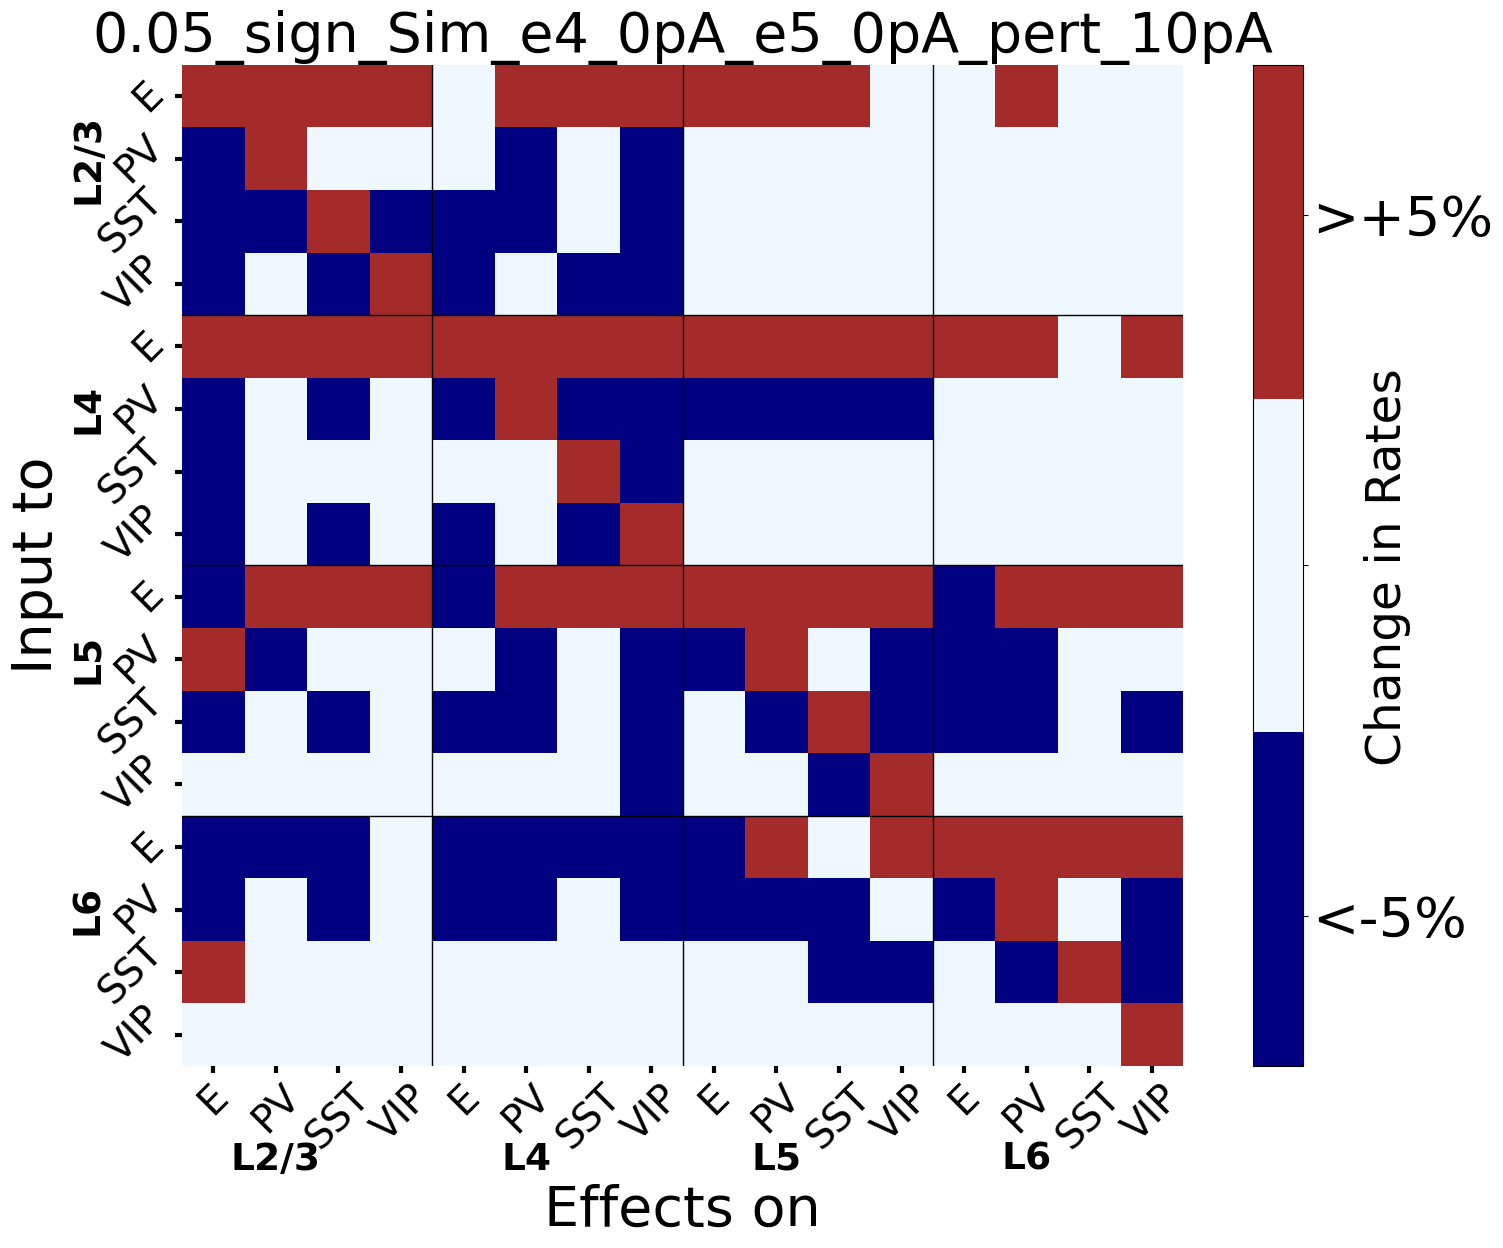 0.05_sign_Sim_e4_0pA_e5_0pA_pert_10pA
Input to
L2/3
E
PV
SST
VIP
L4
E
PV
SST
VIP
L5
E
PV
SST
VIP
L6
E
PV
SST
VIP
E PV SST VIP E PV SST VIP E PV SST VIP E PV SST VIP
L2/3 L4 L5 L6
Effects on
>+5%
<-5%
Change in Rates